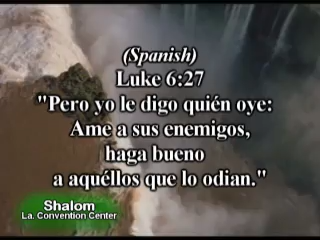 (Spanish)
Luke 6:27
"Pero yo le digo quién oye:
Ame a sus enemigos,
haga bueno
a aquéllos que lo odian."
Shalom
La. Convention Center